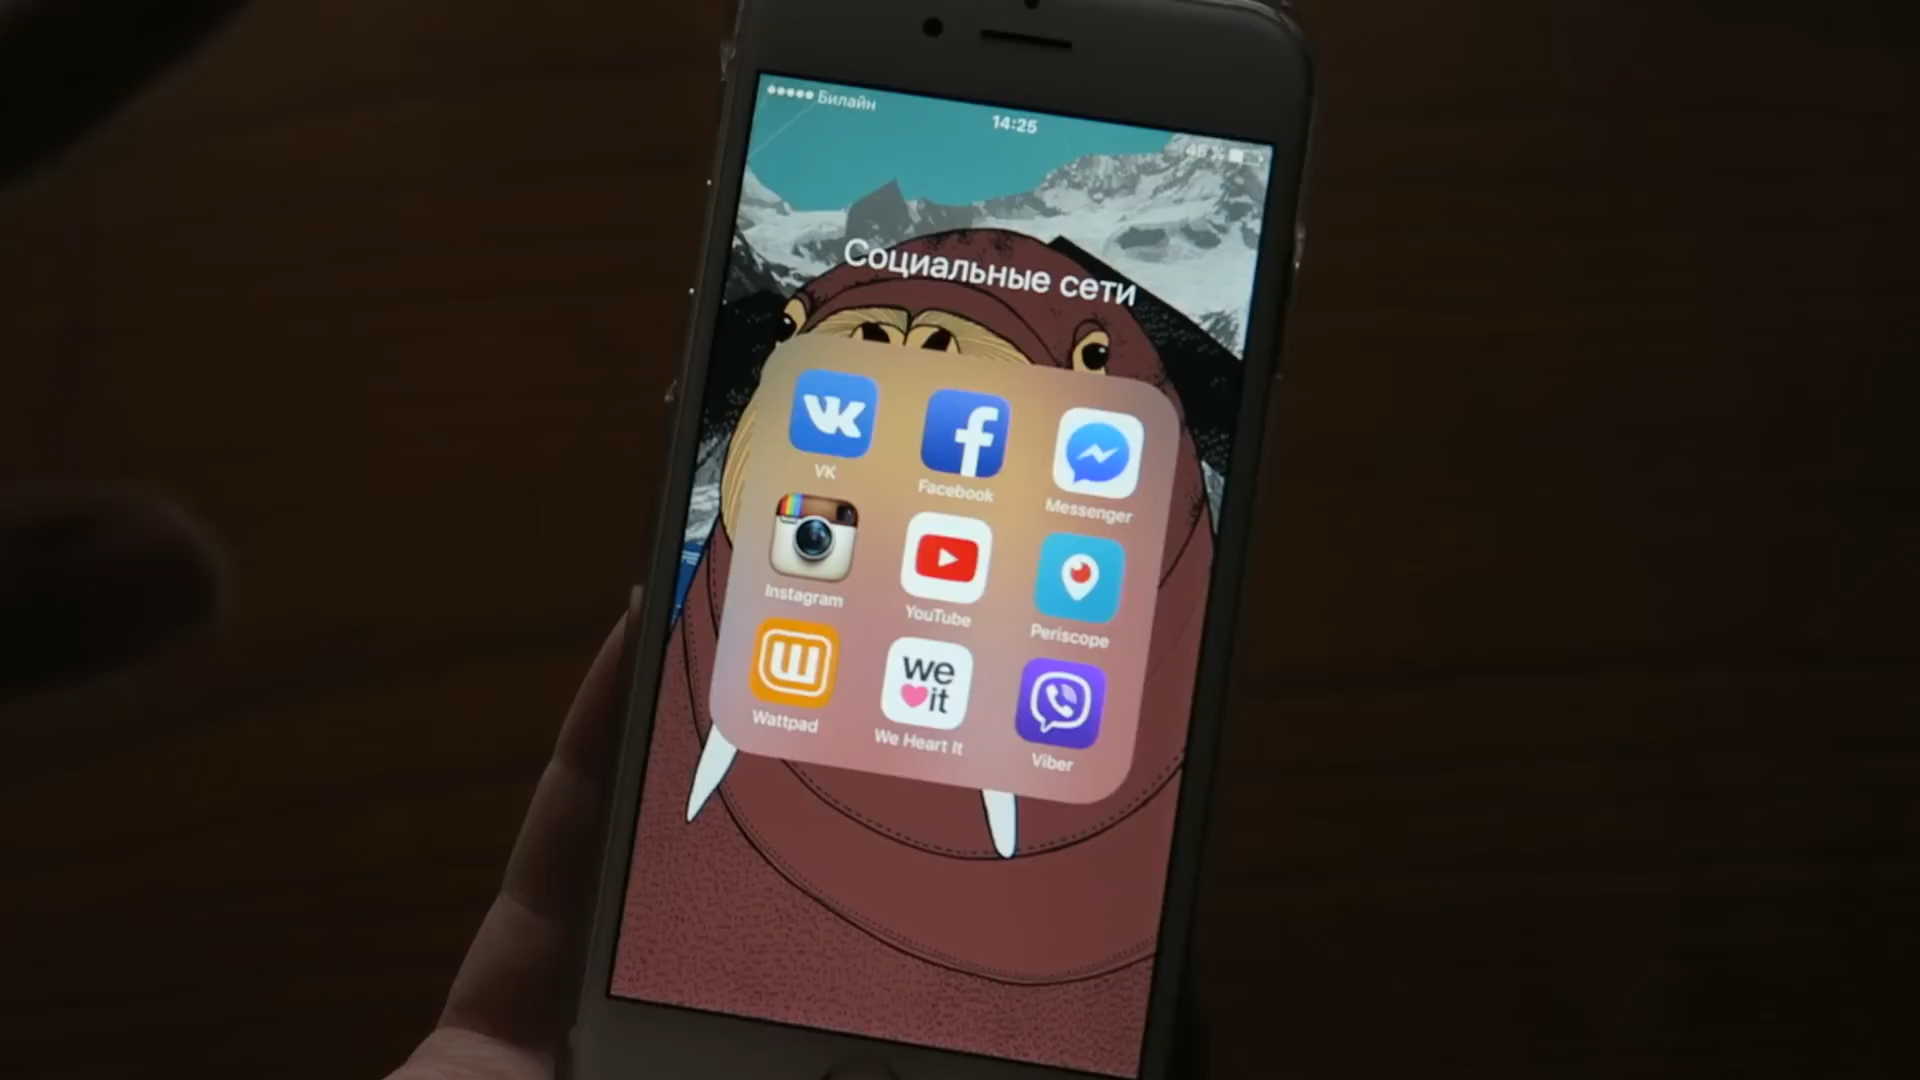 Билайн
14:25
Социальные сети
VK
Facebook
Messenger
Instagram
YouTube
Periscope
we
it
Wattpad
We Heart It
Viber